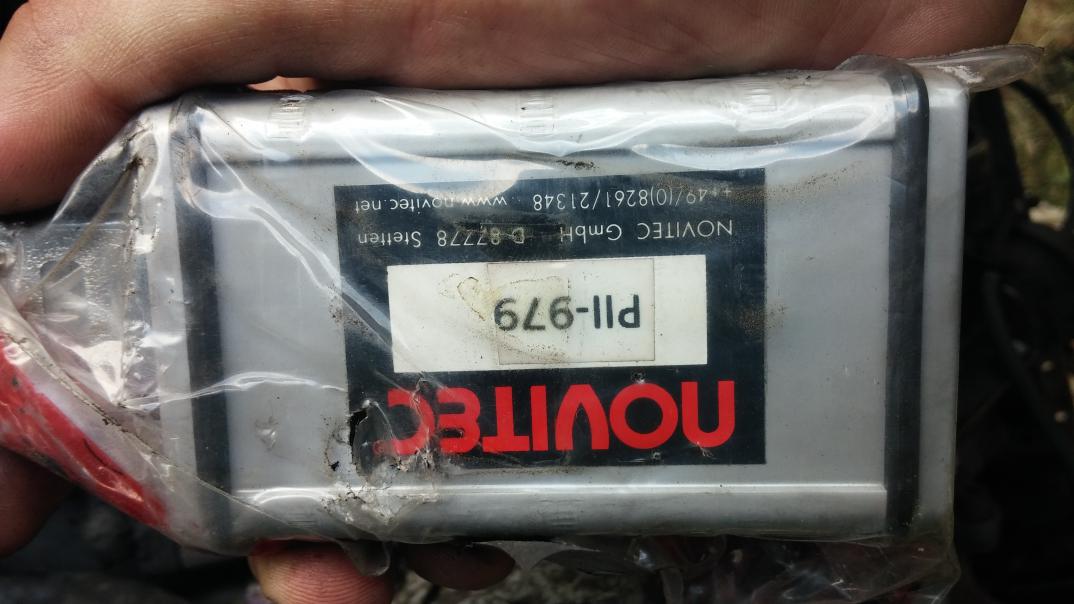 NOVITEC
PII-979
NOVITEC GmbH D-87778 Stetten
++49/(0)8261/21348 www.novitec.net